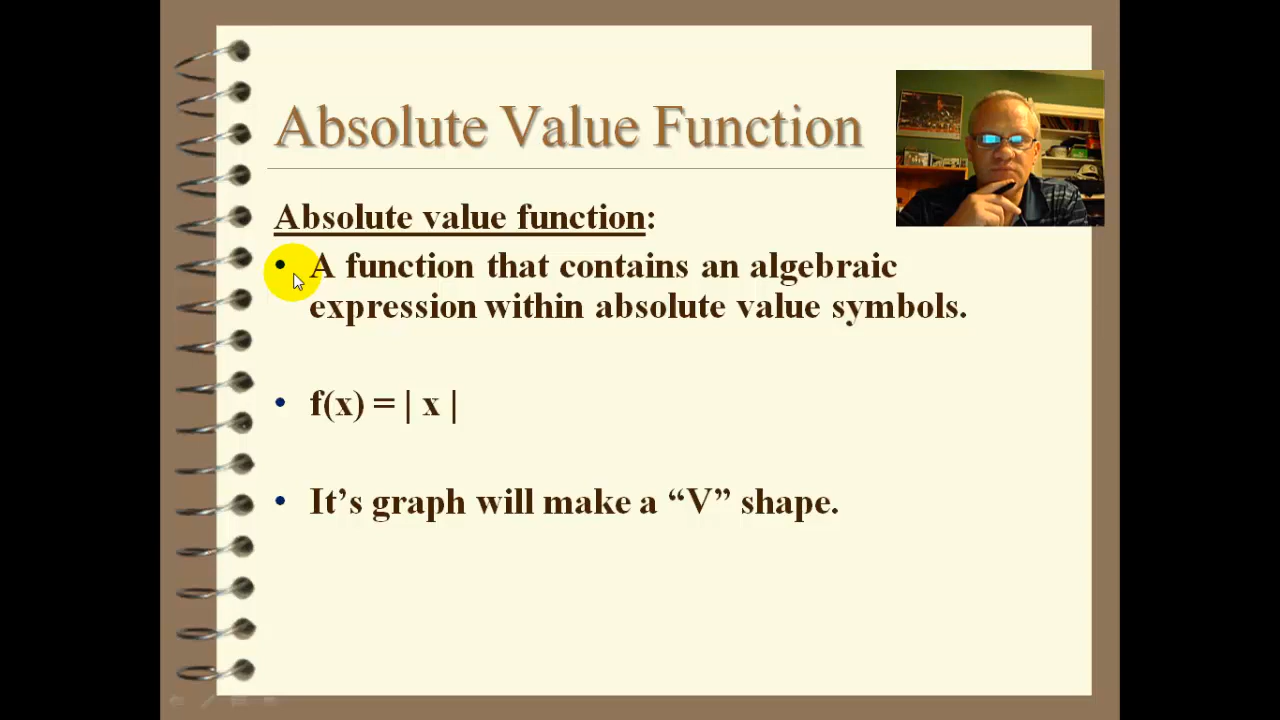 Absolute Value Function
Absolute value function:
• A function that contains an algebraic
expression within absolute value symbols.
• f(x) = | x |
• It’s graph will make a “V” shape.